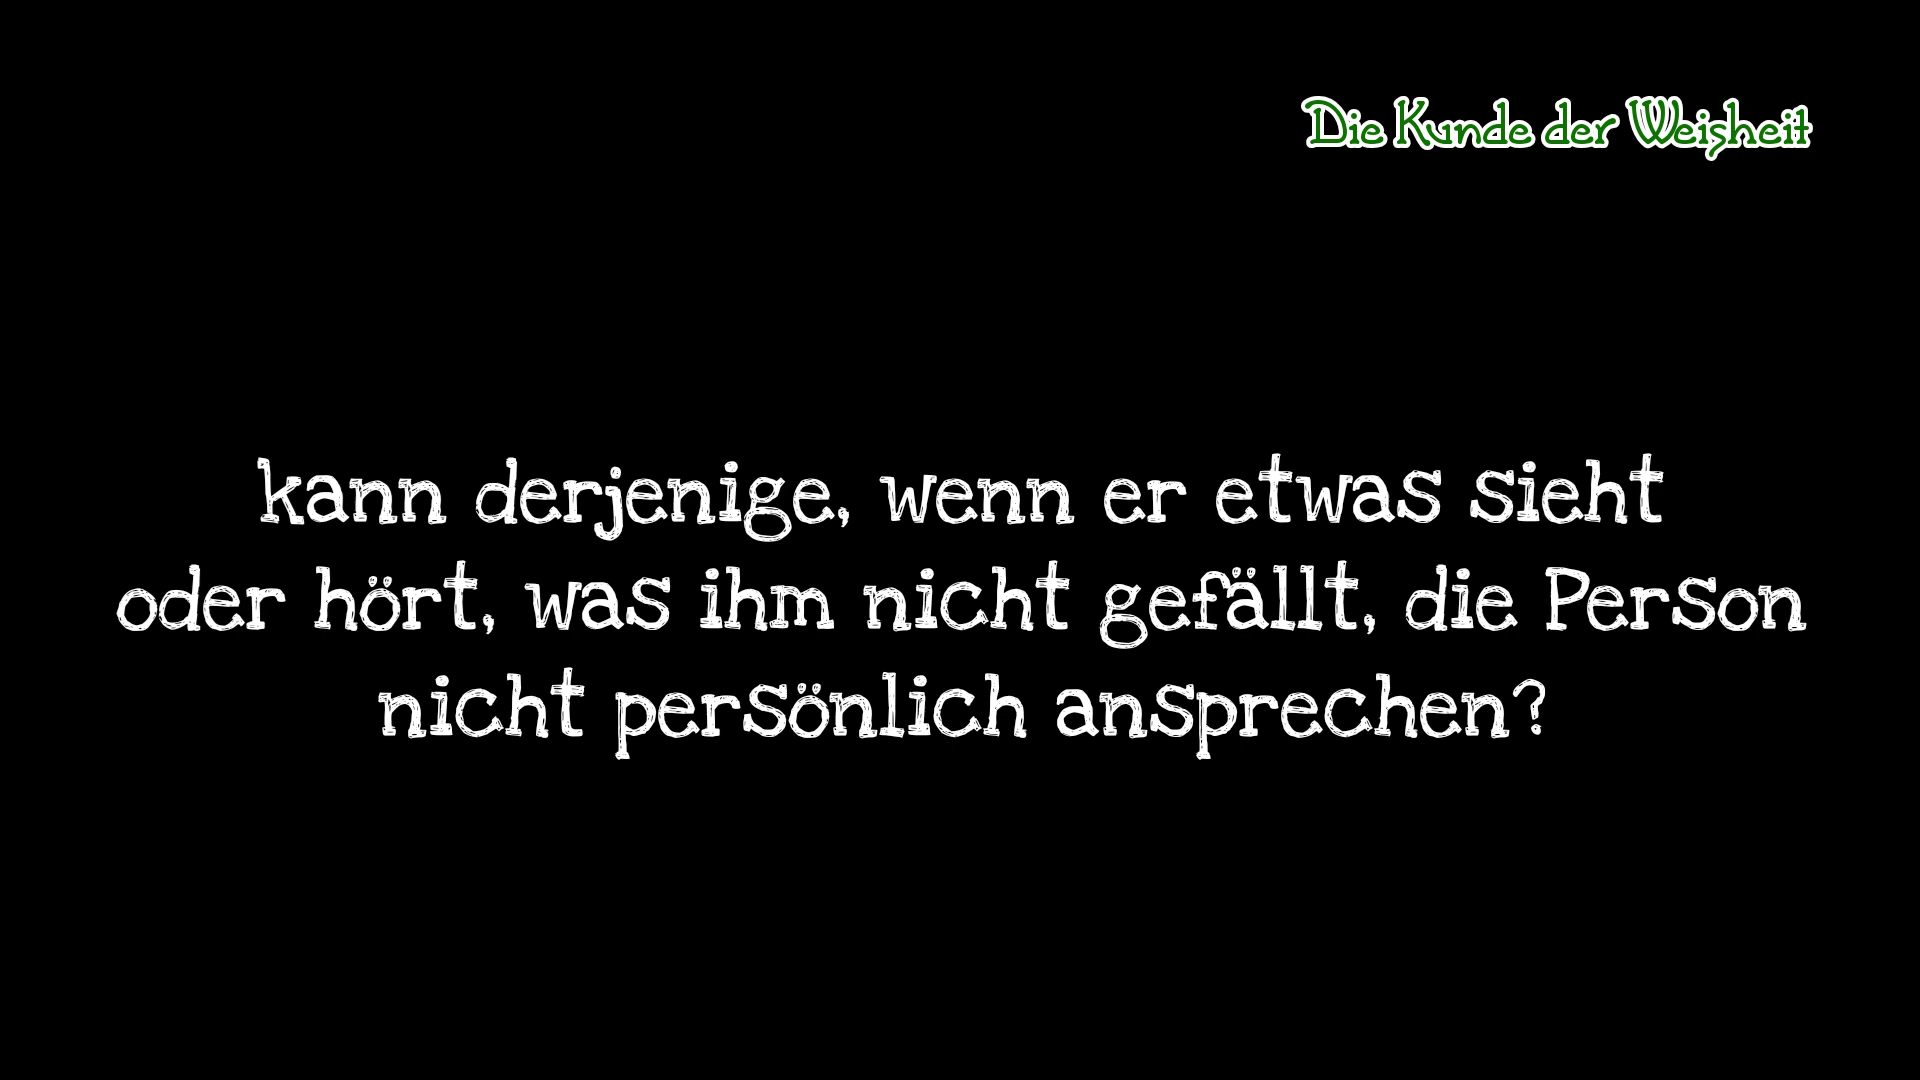 Die Kunde der Weisheit
kann derjenige, wenn er etwas sieht
oder hört, was ihm nicht gefällt, die Person
nicht persönlich ansprechen?